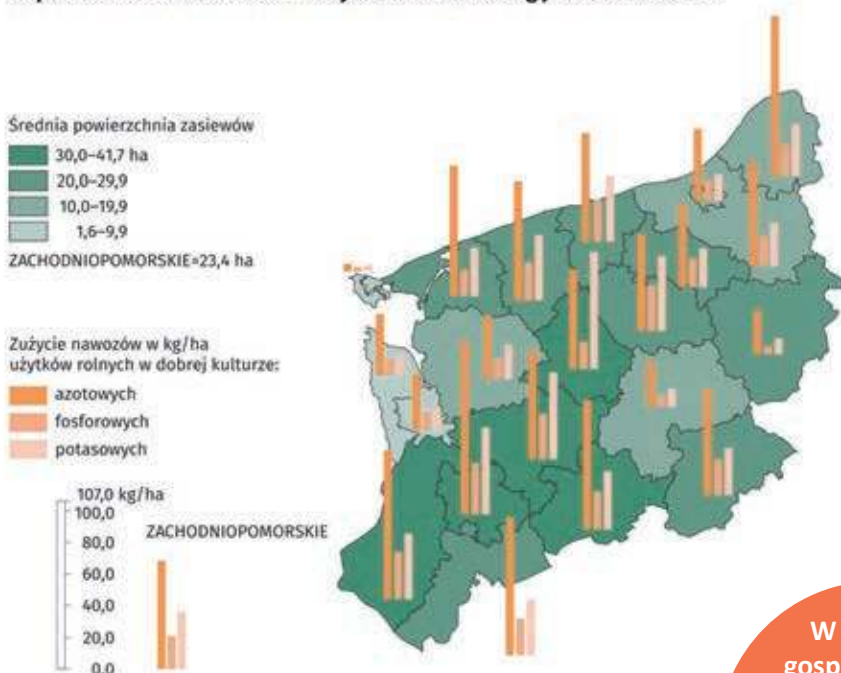 Średnia powierzchnia zasiewów
30,0–41,7 ha
20,0–29,9
10,0–19,9
1,6–9,9
ZACHODNIOPOMORSKIE=23,4 ha
Zużycie nawozów w kg/ha
użytków rolnych w dobrej kulturze:
azotowych
fosforowych
potasowych
107,0 kg/ha
100,0
ZACHODNIOPOMORSKIE
80,0
60,0
40,0
20,0
0,0
W
gosp